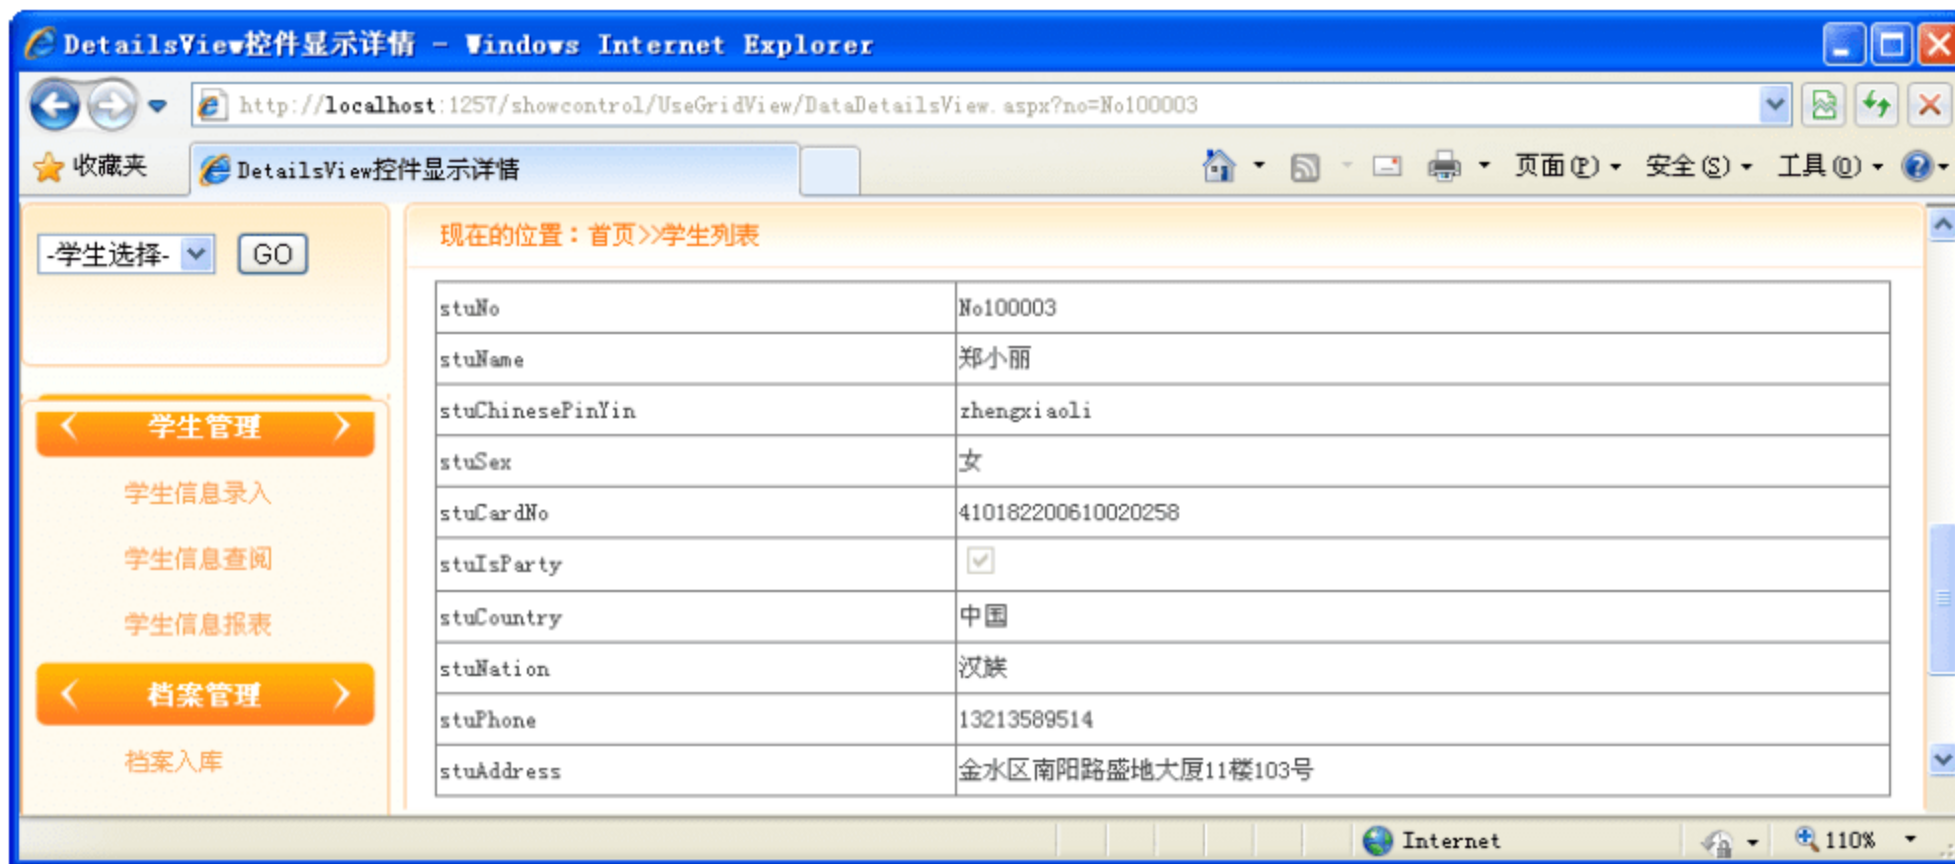 DetailsView控件显示详情 - Windows Internet Explorer
http://localhost:1257/showcontrol/UseGridView/DataDetailsView.aspx?no=No100003
收藏夹 DetailsView控件显示详情 页面(P) 安全(S) 工具(O)
-学生选择- GO
现在的位置：首页>>学生列表
stuNo No100003
stuName 郑小丽
stuChinesePinYin zhengxiaoli
stuSex 女
stuCardNo 410182200610020258
stuIsParty
stuCountry 中国
stuNation 汉族
stuPhone 13213589514
stuAddress 金水区南阳路盛地大厦11楼103号
学生管理
学生信息录入
学生信息查阅
学生信息报表
档案管理
档案入库
Internet 110%